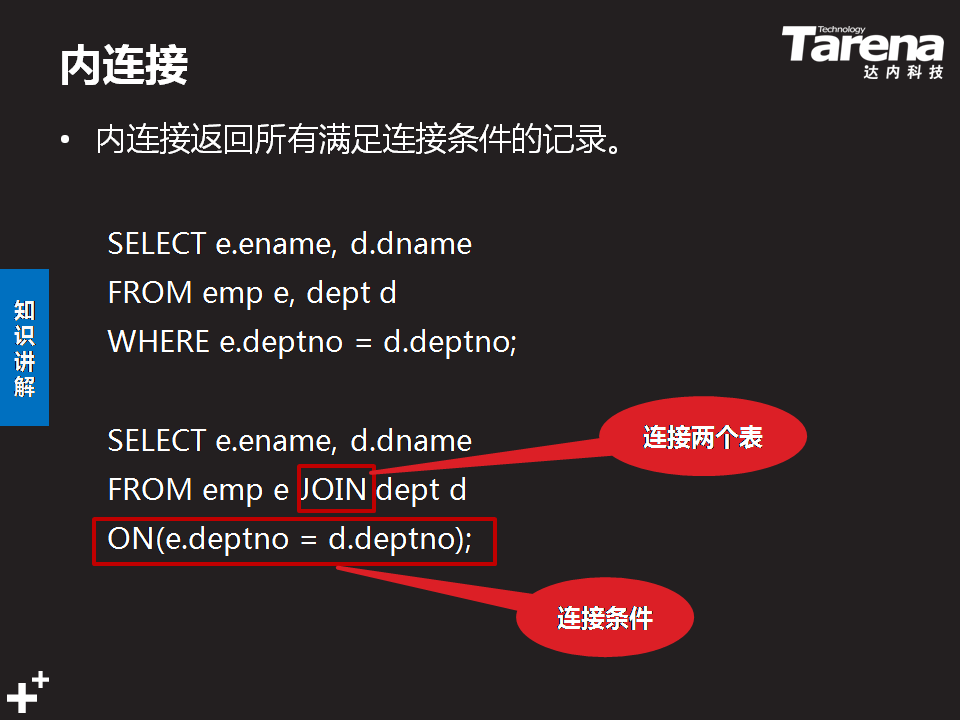 内连接
Technology
Tarena
达内科技
• 内连接返回所有满足连接条件的记录。
SELECT e.ename, d.dname
FROM emp e, dept d
WHERE e.deptno = d.deptno;
知识讲解
SELECT e.ename, d.dname
FROM emp e JOIN dept d
ON(e.deptno = d.deptno);
连接两个表
连接条件